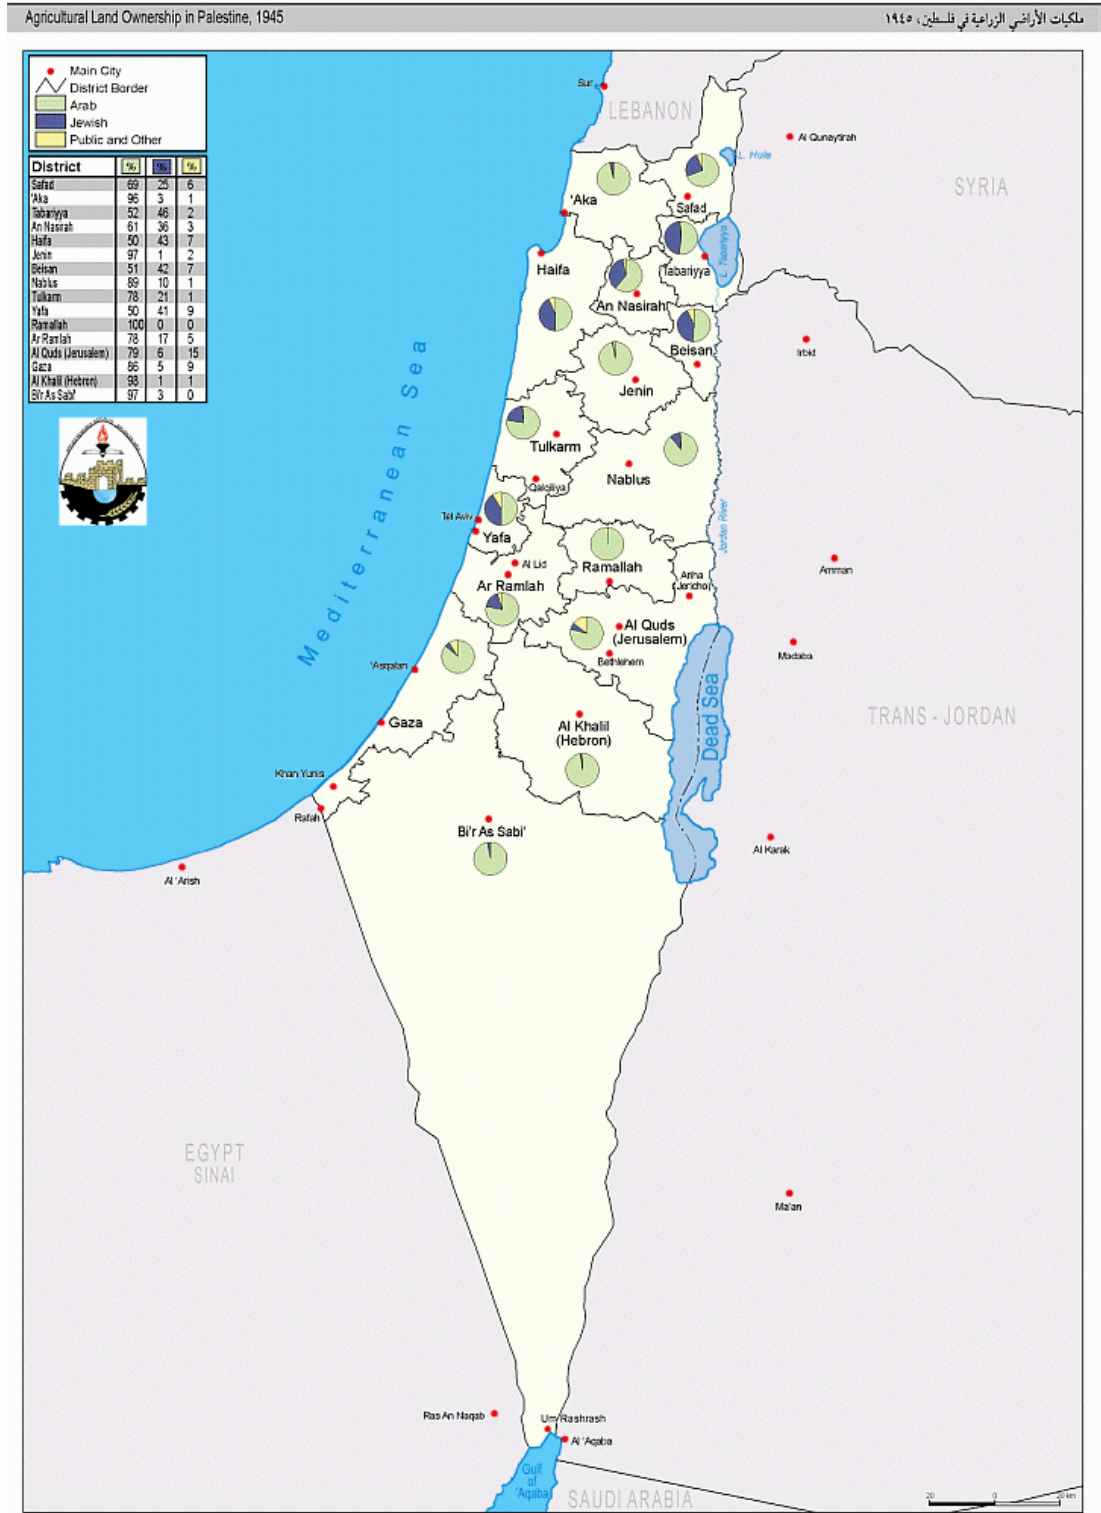 Agricultural Land Ownership in Palestine, 1945
ملكيات الأراضي الزراعية في فلسطين، ١٩٤٥
Main City
District Border
Arab
Jewish
Public and Other
District % % %
Safad 69 25 6
'Aka 96 3 1
Tabariyya 52 46 2
An Nasirah 61 36 3
Haifa 50 43 7
Jenin 97 1 2
Beisan 51 42 7
Nablus 89 10 1
Tulkarm 78 21 1
Yafa 50 41 9
Ramallah 100 0 0
Ar Ramlah 78 17 5
Al Quds (Jerusalem) 79 6 15
Gaza 86 5 9
Al Khalil (Hebron) 98 1 1
Bi'r As Sabi' 97 3 0
Sur
LEBANON
Al Qunaytirah
L. Hule
SYRIA
'Aka
Safad
L. Tabariyya
Haifa
Tabariyya
An Nasirah
Beisan
Irbid
Jenin
Mediterranean Sea
Tulkarm
Nablus
Qalqiliya
Jordan River
Tel Aviv
Yafa
Al Lid
Ramallah
Amman
Ariha
(Jericho)
Ar Ramlah
Al Quds
(Jerusalem)
Bethlehem
Madaba
'Asqalan
Dead Sea
TRANS - JORDAN
Gaza
Al Khalil
(Hebron)
Khan Yunis
Rafah
Bi'r As Sabi'
Al Karak
Al 'Arish
EGYPT
SINAI
Ma'an
Ras An Naqab
Um Rashrash
Al 'Aqaba
Gulf
of
'Aqaba
SAUDI ARABIA
20 0 20 km